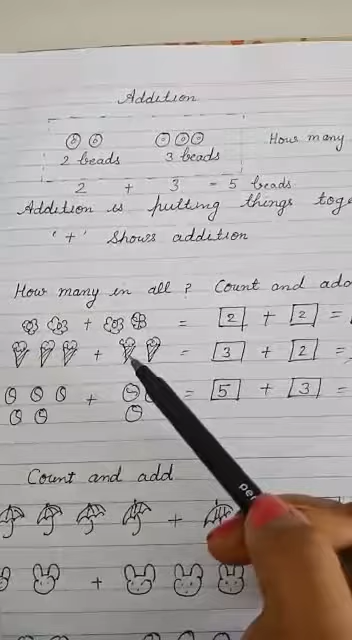 Addition
How many
2 beads 3 beads
2 + 3 = 5 beads
Addition is putting things
'+' Shows addition
How many in all ? Count and add
+ = 2 + 2 =
+ = 3 + 2 =
+ = 5 + 3 =
Count and add
+
+